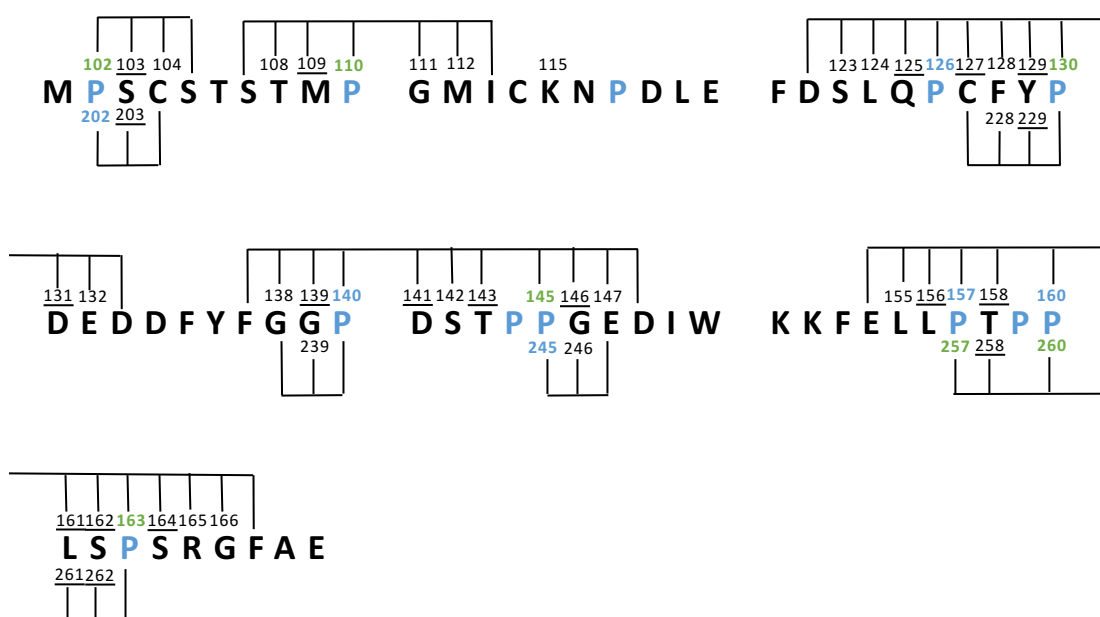 102 103 104 108 109 110 111 112 115 123 124 125 126 127 128 129 130
M P S C S T S T M P G M I C K N P D L E F D S L Q P C F Y P
202 203 228 229
131 132 138 139 140 141 142 143 145 146 147 155 156 157 158 160
D E D D F Y F G G P D S T P P G E D I W K K F E L L P T P P
239 245 246 257 258 260
161 162 163 164 165 166
L S P S R G F A E
261 262